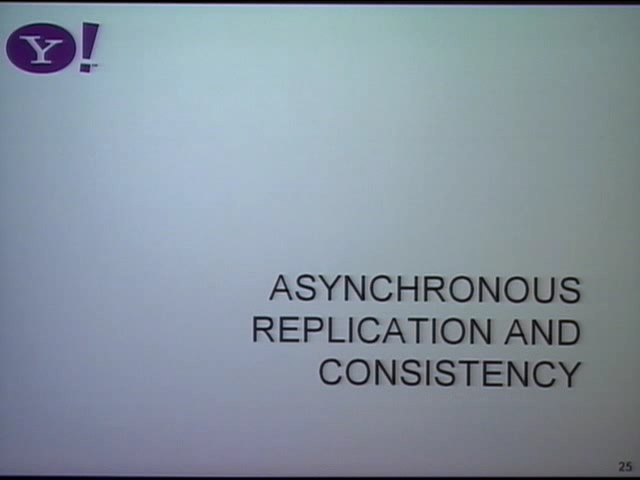 Y!
ASYNCHRONOUS
REPLICATION AND
CONSISTENCY
25